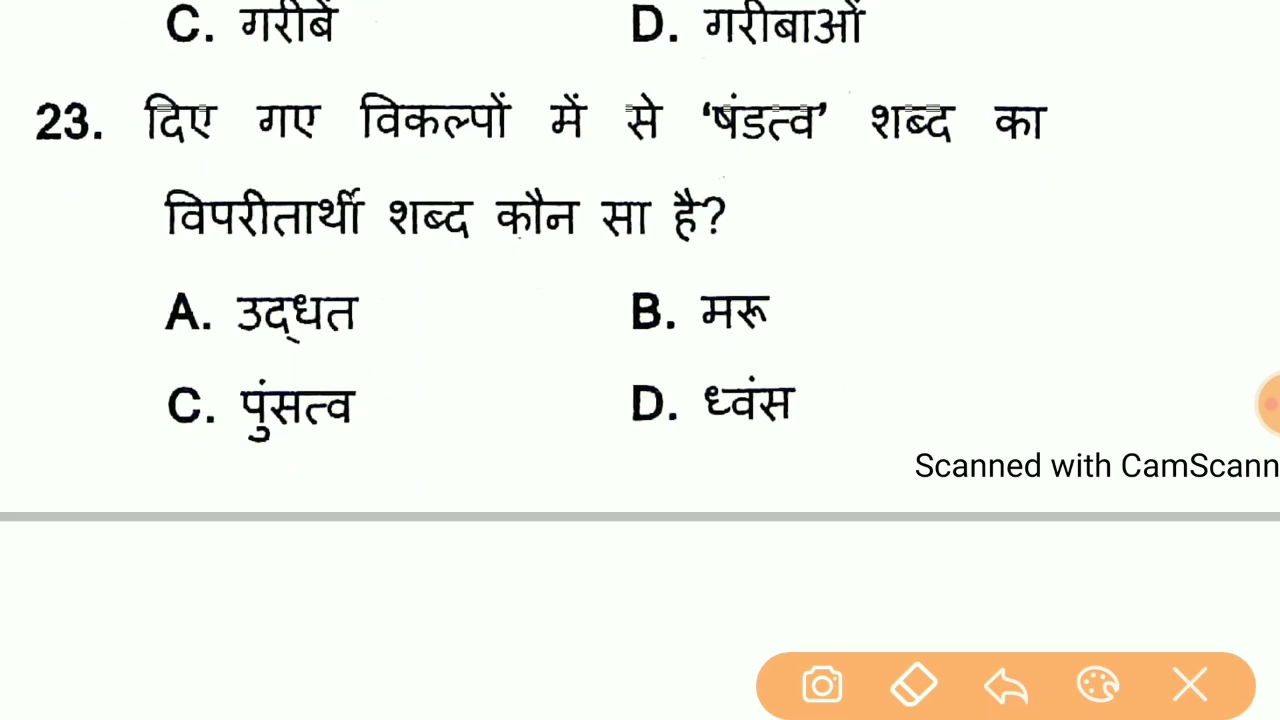 C. गरीबें D. गरीबाओं
23. दिए गए विकल्पों में से ‘षंडत्व’ शब्द का
विपरीतार्थी शब्द कौन सा है?
A. उद्धत B. मरू
C. पुंसत्व D. ध्वंस
Scanned with CamScann